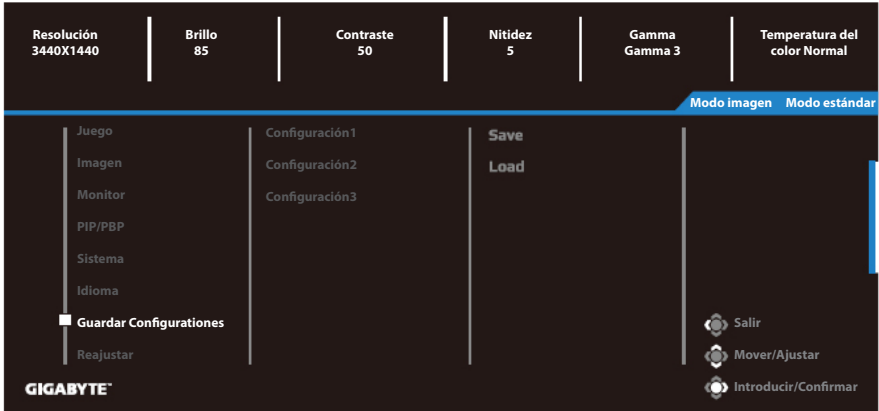 Resolución
3440X1440
Brillo
85
Contraste
50
Nitidez
5
Gamma
Gamma 3
Temperatura del
color Normal
Modo imagen Modo estándar
Juego
Imagen
Monitor
PIP/PBP
Sistema
Idioma
Guardar Configurationes
Reajustar
Configuración1
Configuración2
Configuración3
Save
Load
Salir
Mover/Ajustar
Introducir/Confirmar
GIGABYTE™